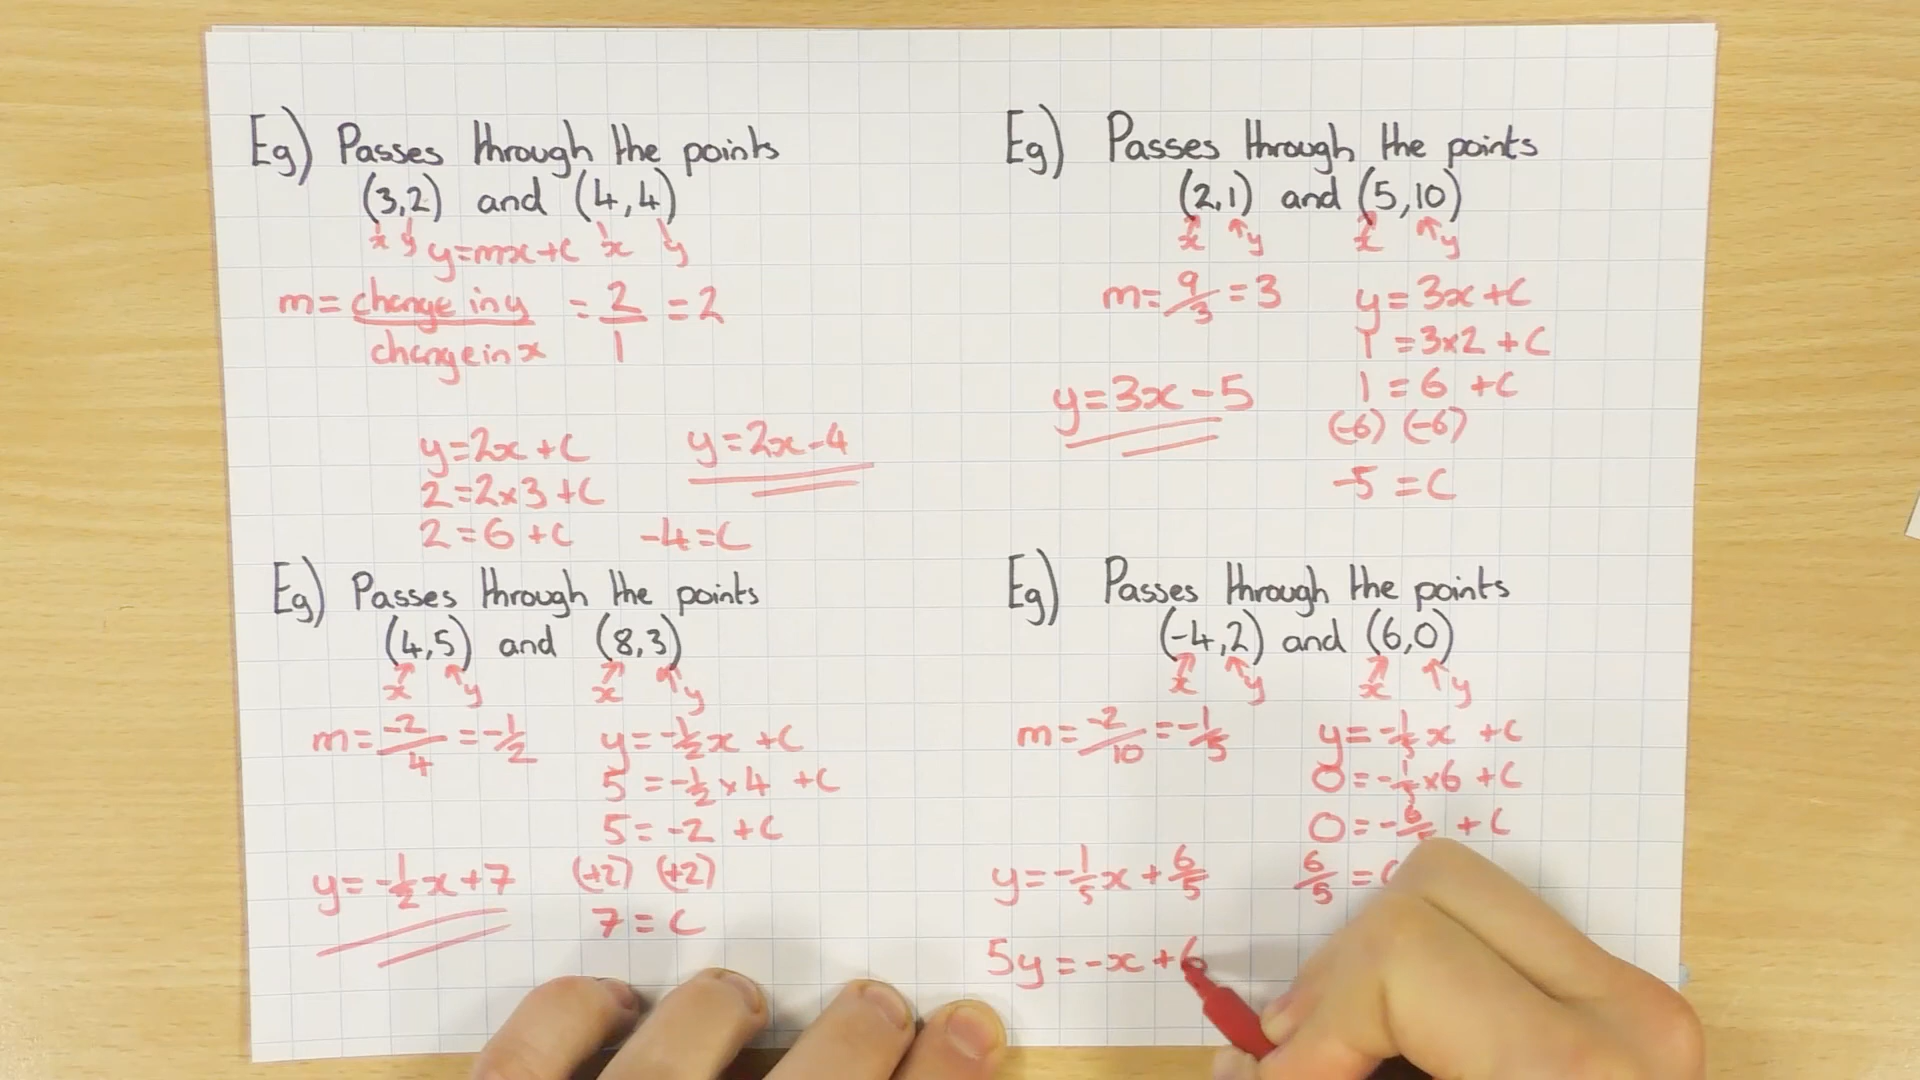 Eg) Passes through the points
(3,2) and (4,4)
x y y=mx+c x y
m= change in y / change in x = 2/1 = 2
y=2x+c
2=2x3+c
2=6+c -4=c
y=2x-4
Eg) Passes through the points
(2,1) and (5,10)
x y x y
m= 9/3 = 3
y=3x+c
1=3x2+c
1=6+c
(-6) (-6)
-5=c
y=3x-5
Eg) Passes through the points
(4,5) and (8,3)
x y x y
m= -2/4 = -1/2
y=-1/2x+c
5=-1/2x4+c
5=-2+c
(+2) (+2)
7=c
y=-1/2x+7
Eg) Passes through the points
(-4,2) and (6,0)
x y x y
m= -2/10 = -1/5
y=-1/5x+c
0=-1/5x6+c
0=-6/ +c
6/5=
y=-1/5x+6/5
5y=-x+6